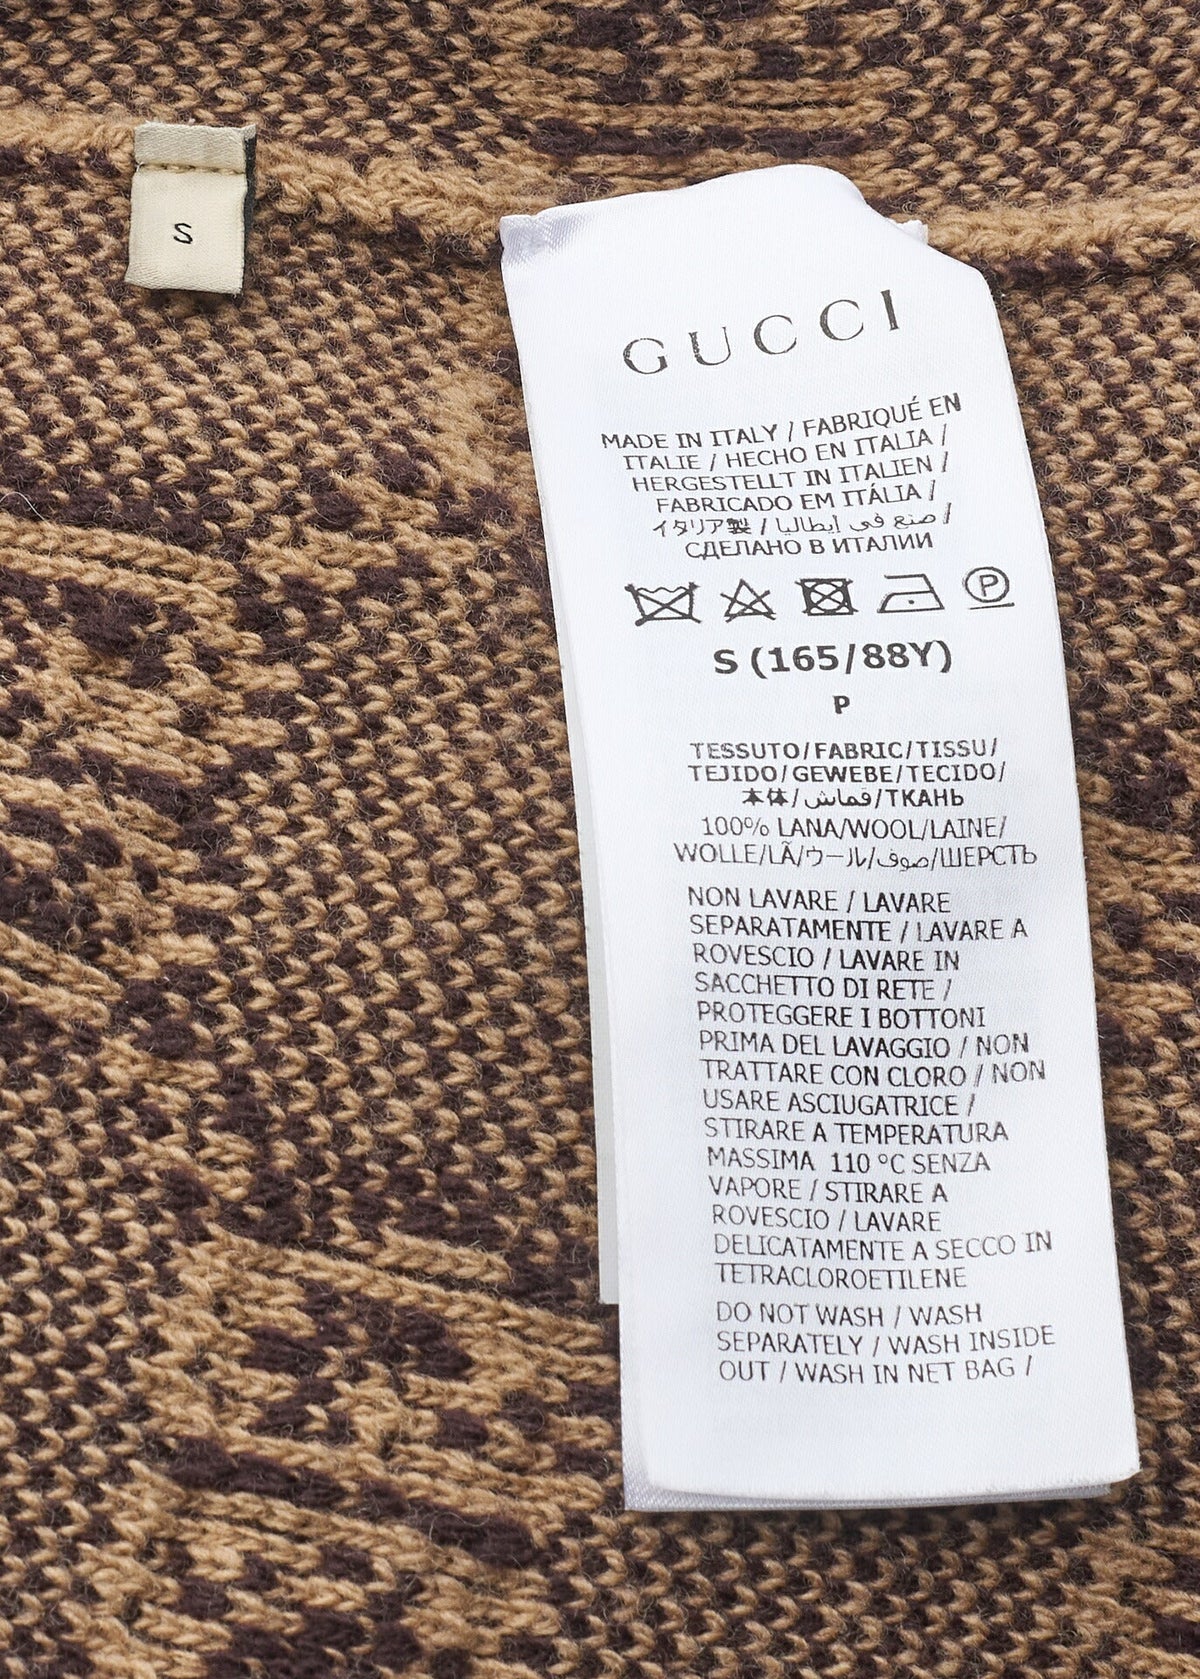 S
GUCCI
MADE IN ITALY / FABRIQUÉ EN
ITALIE / HECHO EN ITALIA /
HERGESTELLT IN ITALIEN /
FABRICADO EM ITÁLIA /
イタリア製 / صنع في ايطاليا /
СДЕЛАНО В ИТАЛИИ
P
S (165/88Y)
P
TESSUTO/FABRIC/TISSU/
TEJIDO/GEWEBE/TECIDO/
本体/قماش/ТКАНЬ
100% LANA/WOOL/LAINE/
WOLLE/LÃ/ウール/صوف/ШЕРСТЬ
NON LAVARE / LAVARE
SEPARATAMENTE / LAVARE A
ROVESCIO / LAVARE IN
SACCHETTO DI RETE /
PROTEGGERE I BOTTONI
PRIMA DEL LAVAGGIO / NON
TRATTARE CON CLORO / NON
USARE ASCIUGATRICE /
STIRARE A TEMPERATURA
MASSIMA 110 °C SENZA
VAPORE / STIRARE A
ROVESCIO / LAVARE
DELICATAMENTE A SECCO IN
TETRACLOROETILENE
DO NOT WASH / WASH
SEPARATELY / WASH INSIDE
OUT / WASH IN NET BAG /